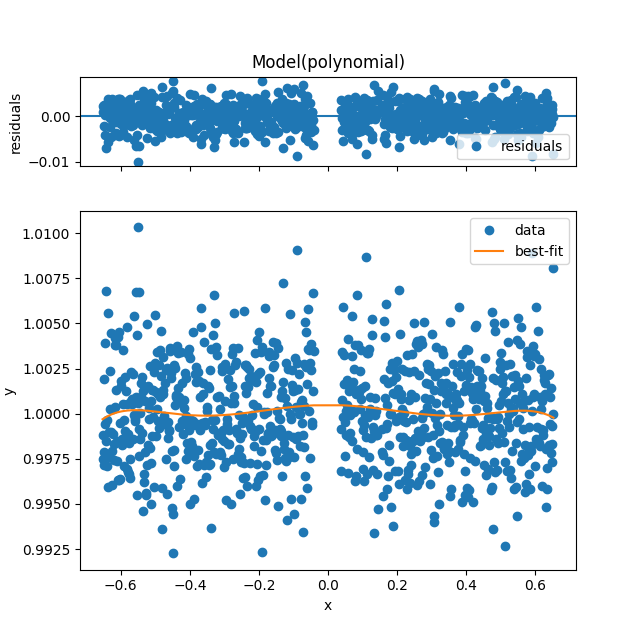 Model(polynomial)
0.00
−0.01
residuals
residuals
1.0100
1.0075
1.0050
1.0025
1.0000
0.9975
0.9950
0.9925
y
data
best-fit
−0.6 −0.4 −0.2 0.0 0.2 0.4 0.6
x